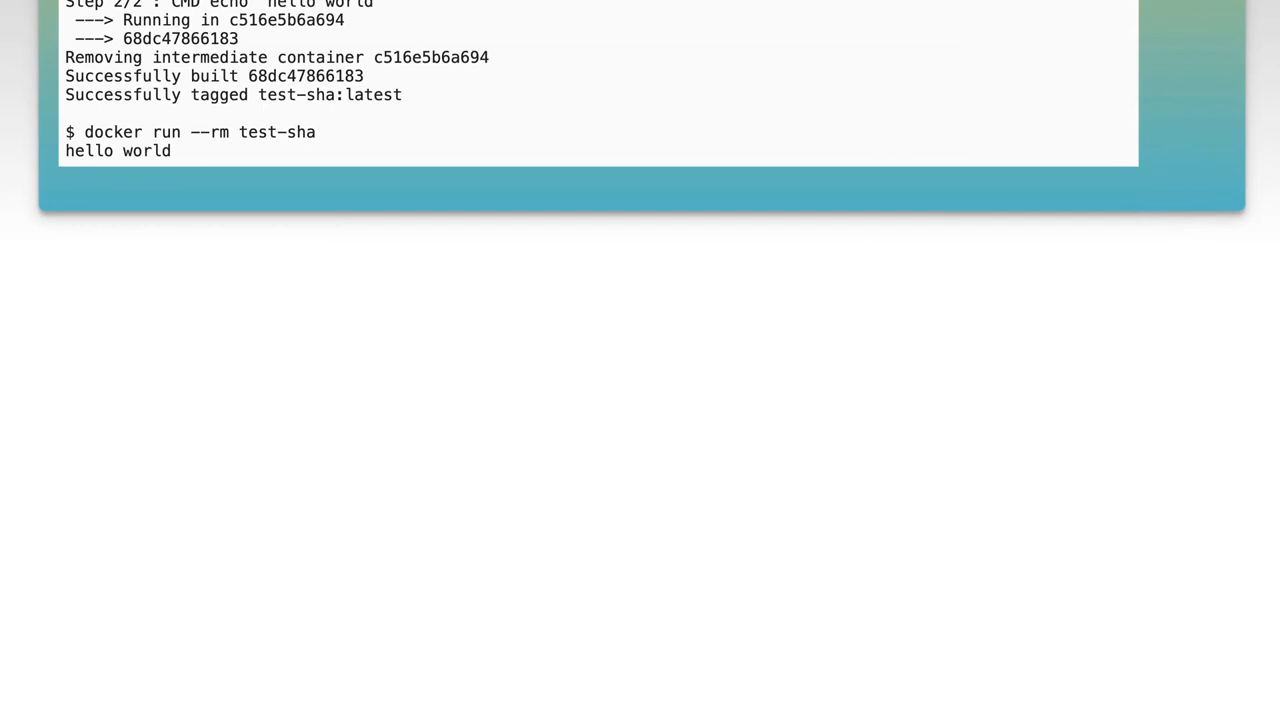 Step 2/2 : CMD echo "hello world"
 ---> Running in c516e5b6a694
 ---> 68dc47866183
Removing intermediate container c516e5b6a694
Successfully built 68dc47866183
Successfully tagged test-sha:latest
$ docker run --rm test-sha
hello world